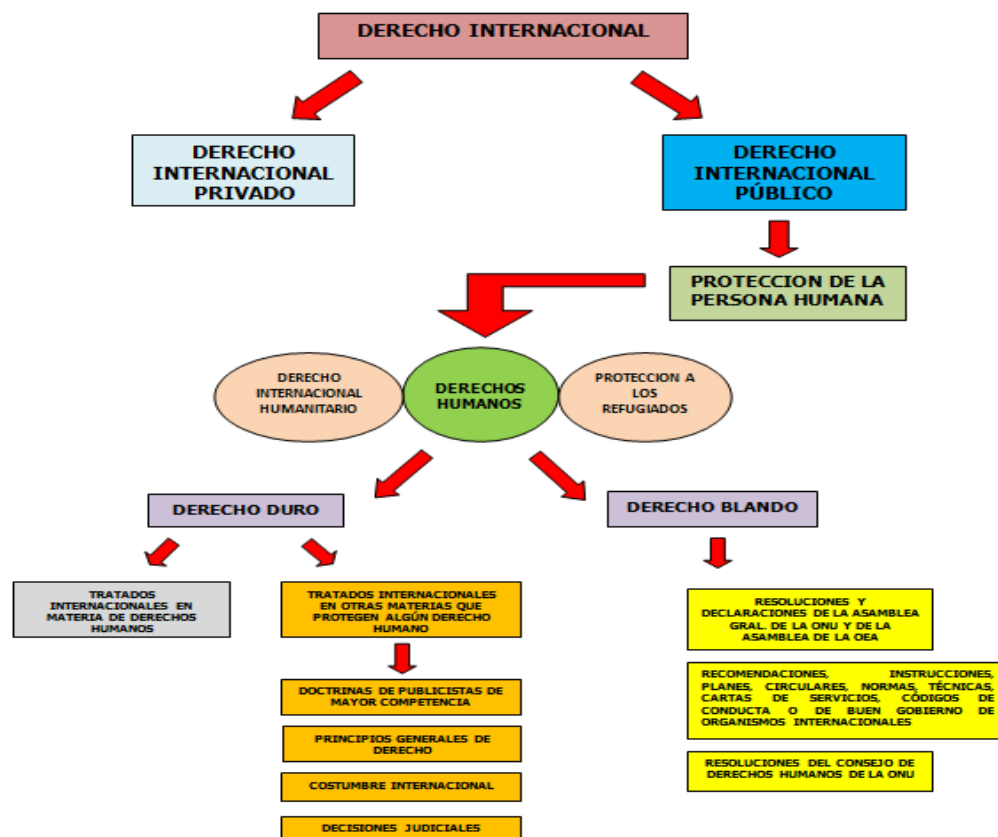 DERECHO INTERNACIONAL
DERECHO
INTERNACIONAL
PRIVADO
DERECHO
INTERNACIONAL
PÚBLICO
PROTECCION DE LA
PERSONA HUMANA
DERECHO
INTERNACIONAL
HUMANITARIO
DERECHOS
HUMANOS
PROTECCION A
LOS
REFUGIADOS
DERECHO DURO
DERECHO BLANDO
TRATADOS
INTERNACIONALES EN
MATERIA DE DERECHOS
HUMANOS
TRATADOS INTERNACIONALES
EN OTRAS MATERIAS QUE
PROTEGEN ALGÚN DERECHO
HUMANO
DOCTRINAS DE PUBLICISTAS DE
MAYOR COMPETENCIA
PRINCIPIOS GENERALES DE
DERECHO
COSTUMBRE INTERNACIONAL
DECISIONES JUDICIALES
RESOLUCIONES Y
DECLARACIONES DE LA ASAMBLEA
GRAL. DE LA ONU Y DE LA
ASAMBLEA DE LA OEA
RECOMENDACIONES, INSTRUCCIONES,
PLANES, CIRCULARES, NORMAS, TÉCNICAS,
CARTAS DE SERVICIOS, CÓDIGOS DE
CONDUCTA O DE BUEN GOBIERNO DE
ORGANISMOS INTERNACIONALES
RESOLUCIONES DEL CONSEJO DE
DERECHOS HUMANOS DE LA ONU